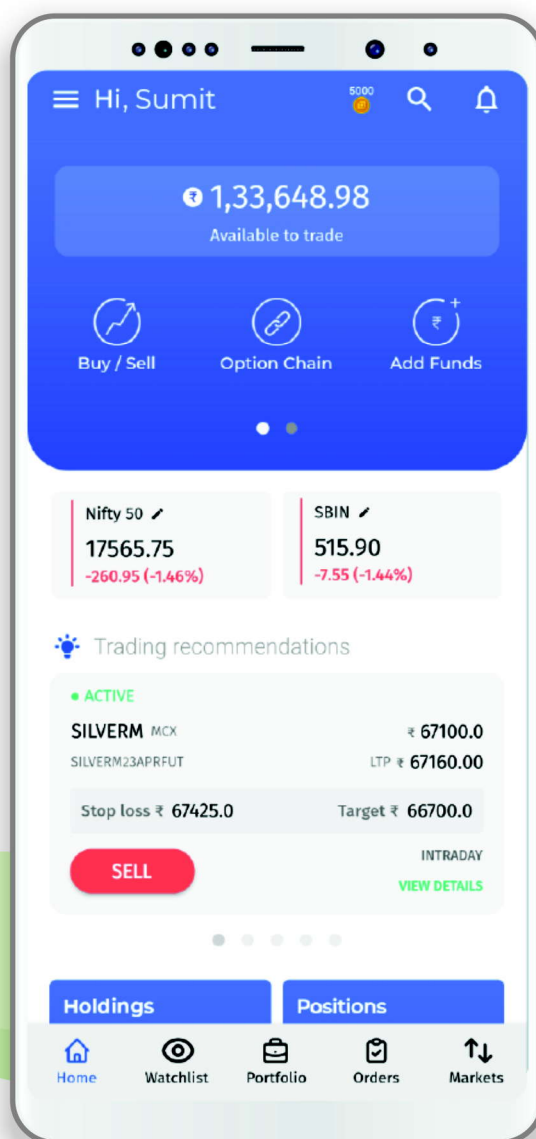 Hi, Sumit
5000
₹ 1,33,648.98
Available to trade
Buy / Sell
Option Chain
₹ +
Add Funds
Nifty 50
17565.75
-260.95 (-1.46%)
SBIN
515.90
-7.55 (-1.44%)
Trading recommendations
• ACTIVE
SILVERM MCX
₹ 67100.0
SILVERM23APRFUT
LTP ₹ 67160.00
Stop loss ₹ 67425.0
Target ₹ 66700.0
INTRADAY
SELL
VIEW DETAILS
Holdings
Positions
Home
Watchlist
Portfolio
Orders
Markets